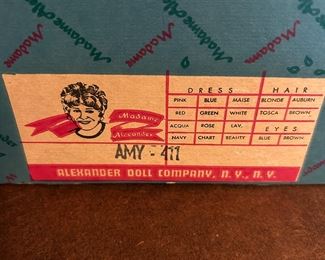 Madame Alexander
DRESS HAIR
PINK BLUE MAISE BLONDE AUBURN
RED GREEN WHITE TOSCA BROWN
ACQUA ROSE LAV. EYES
NAVY CHART. BEAUTY BLUE BROWN
Madame
Alexander
AMY - 411
ALEXANDER DOLL COMPANY, N. Y., N. Y.